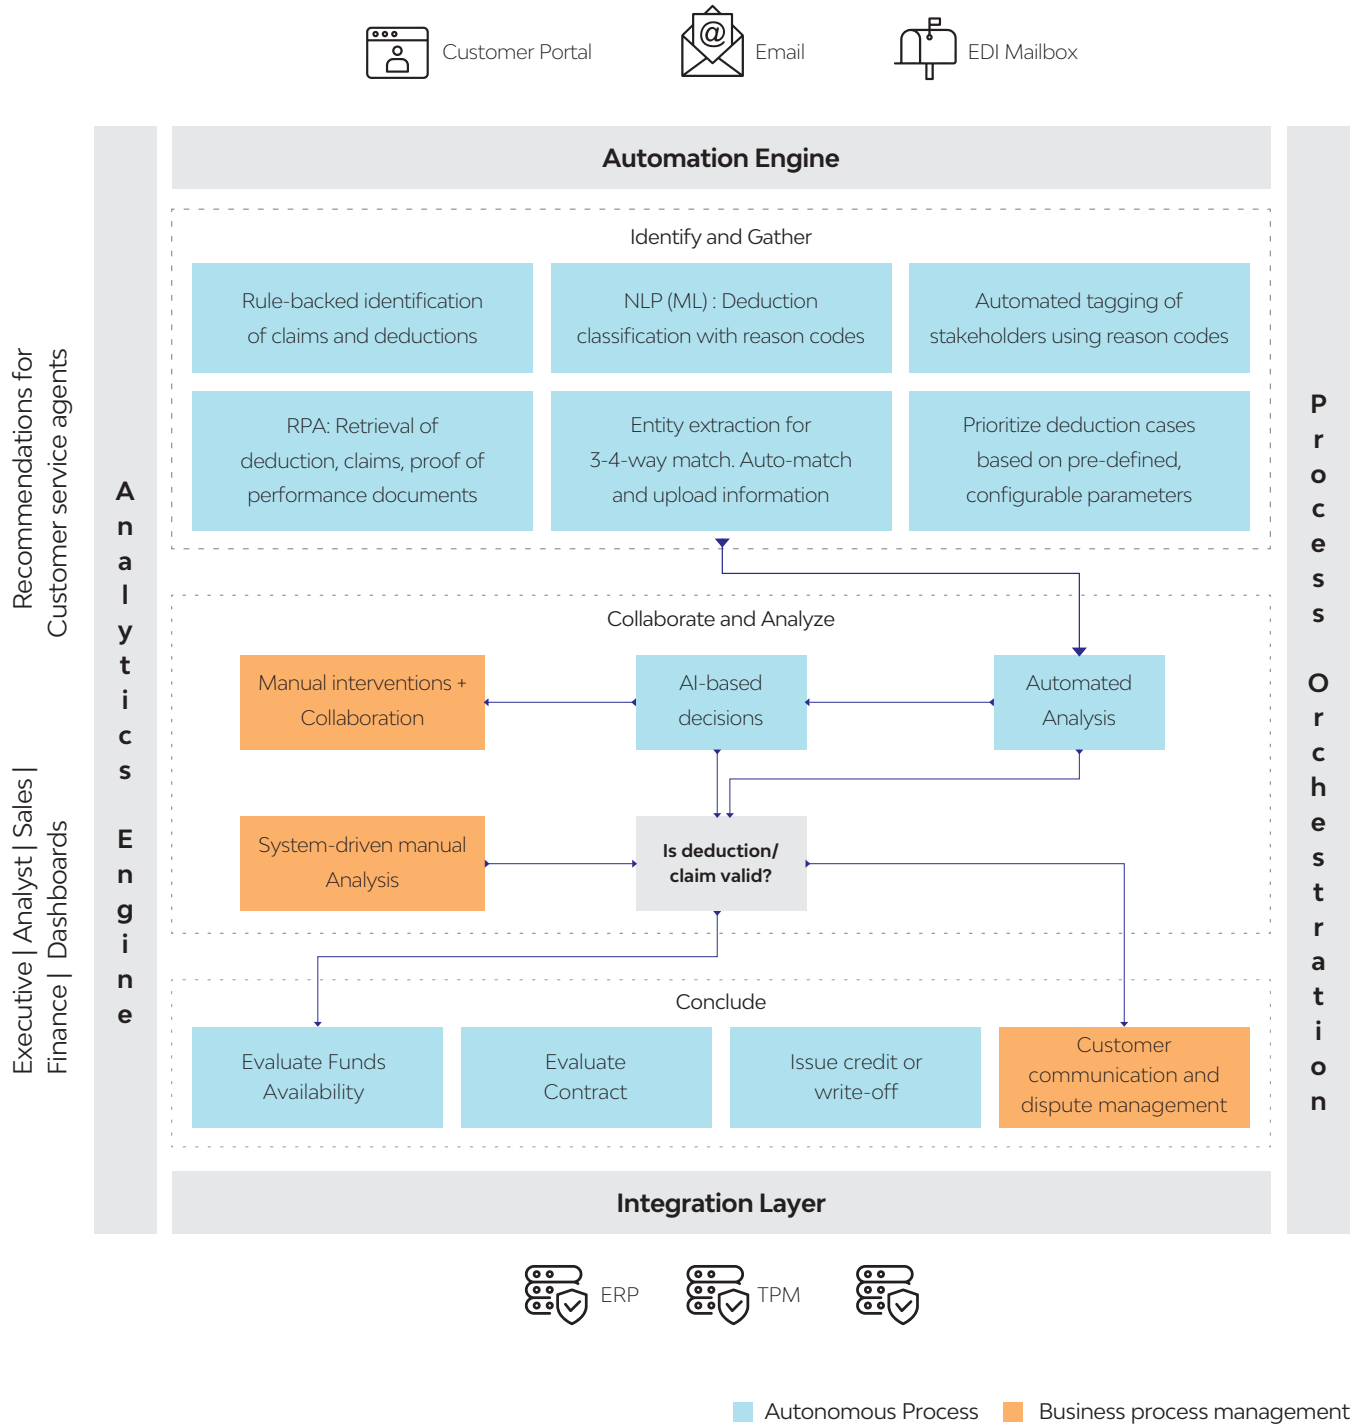 Customer Portal
Email
EDI Mailbox
Automation Engine
Identify and Gather
Rule-backed identification
of claims and deductions
NLP (ML) : Deduction
classification with reason codes
Automated tagging of
stakeholders using reason codes
RPA: Retrieval of
deduction, claims, proof of
performance documents
Entity extraction for
3-4-way match. Auto-match
and upload information
Prioritize deduction cases
based on pre-defined,
configurable parameters
Recommendations for
Customer service agents
Executive | Analyst | Sales |
Finance | Dashboards
Analytics Engine
Process Orchestration
Collaborate and Analyze
Manual interventions +
Collaboration
AI-based
decisions
Automated
Analysis
System-driven manual
Analysis
Is deduction/
claim valid?
Conclude
Evaluate Funds
Availability
Evaluate
Contract
Issue credit or
write-off
Customer
communication and
dispute management
Integration Layer
ERP
TPM
Autonomous Process
Business process management